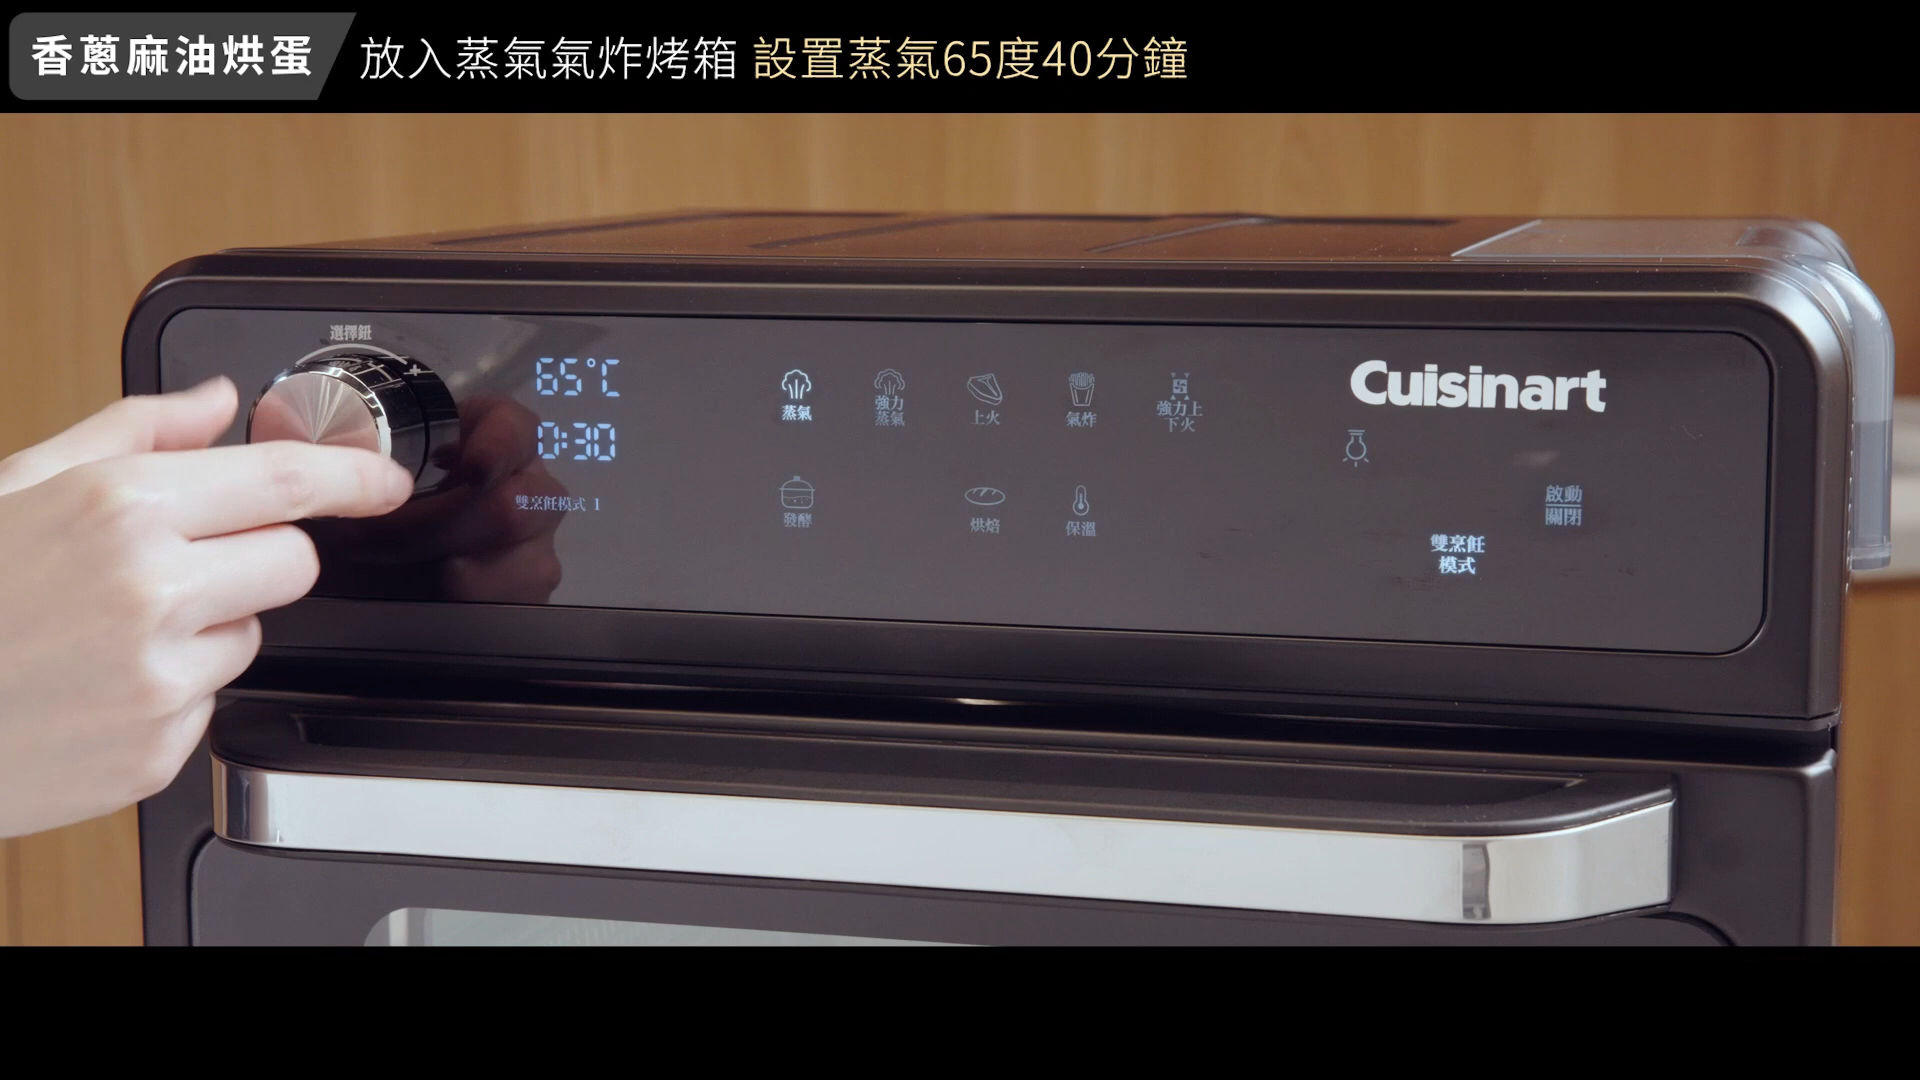 香蔥麻油烘蛋 放入蒸氣氣炸烤箱 設置蒸氣65度40分鐘
選擇鈕
+
65℃
0:30
雙烹飪模式 1
蒸氣
強力
蒸氣
上火
氣炸
強力上
下火
發酵
烘焙
保溫
Cuisinart
啟動
關閉
雙烹飪
模式